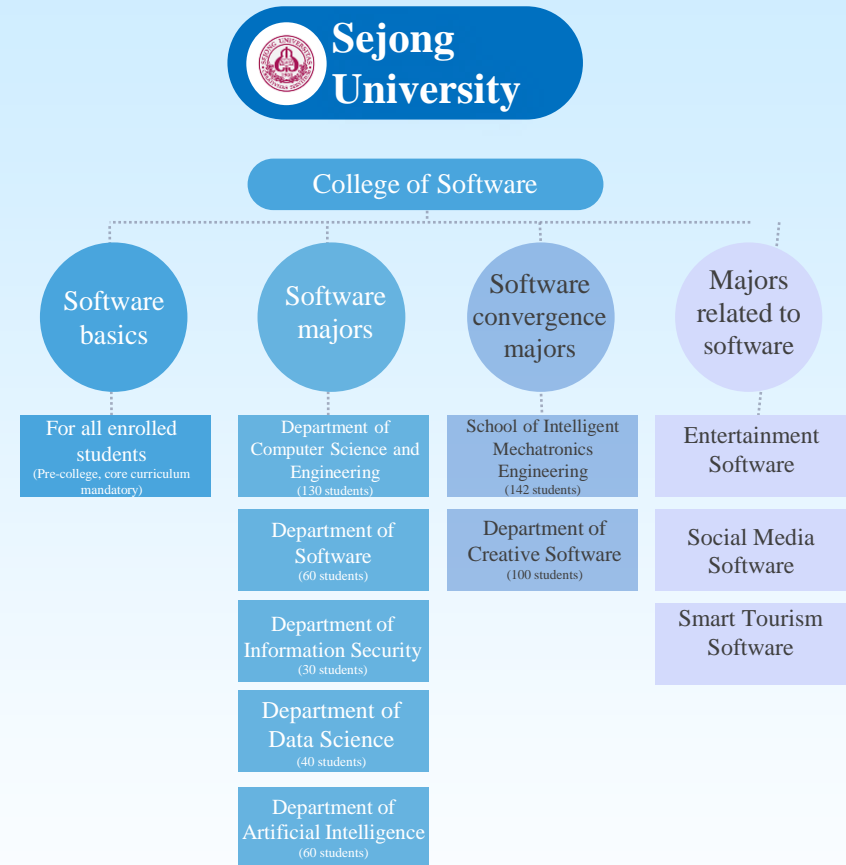 Sejong
University
College of Software
Software
basics
For all enrolled
students
(Pre-college, core curriculum
mandatory)
Software
majors
Department of
Computer Science and
Engineering
(130 students)
Department of
Software
(60 students)
Department of
Information Security
(30 students)
Department of
Data Science
(40 students)
Department of
Artificial Intelligence
(60 students)
Software
convergence
majors
School of Intelligent
Mechatronics
Engineering
(142 students)
Department of
Creative Software
(100 students)
Majors
related to
software
Entertainment
Software
Social Media
Software
Smart Tourism
Software